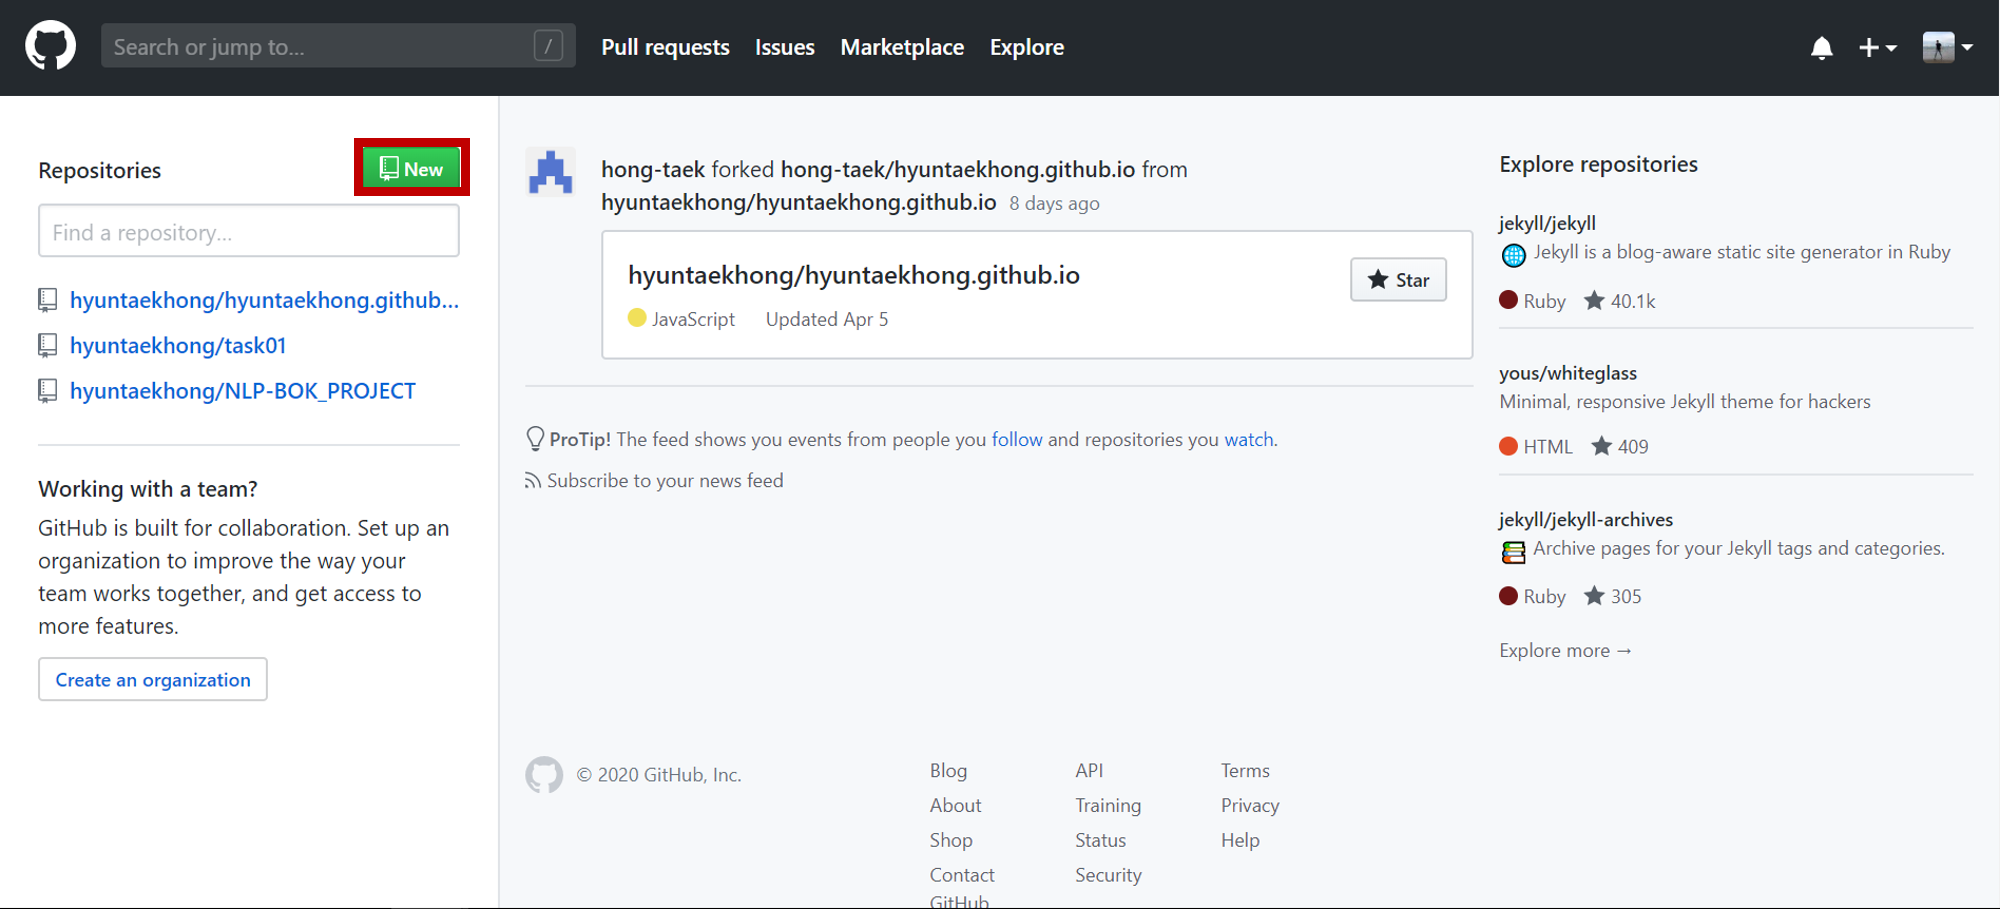 Search or jump to...
/
Pull requests
Issues
Marketplace
Explore
Repositories
New
Find a repository...
hyuntaekhong/hyuntaekhong.github...
hyuntaekhong/task01
hyuntaekhong/NLP-BOK_PROJECT
Working with a team?
GitHub is built for collaboration. Set up an
organization to improve the way your
team works together, and get access to
more features.
Create an organization
hong-taek forked hong-taek/hyuntaekhong.github.io from
hyuntaekhong/hyuntaekhong.github.io 8 days ago
hyuntaekhong/hyuntaekhong.github.io
Star
JavaScript Updated Apr 5
ProTip! The feed shows you events from people you follow and repositories you watch.
Subscribe to your news feed
Explore repositories
jekyll/jekyll
Jekyll is a blog-aware static site generator in Ruby
Ruby 40.1k
yous/whiteglass
Minimal, responsive Jekyll theme for hackers
HTML 409
jekyll/jekyll-archives
Archive pages for your Jekyll tags and categories.
Ruby 305
Explore more →
© 2020 GitHub, Inc.
Blog
About
Shop
Contact
GitHub
API
Training
Status
Security
Terms
Privacy
Help